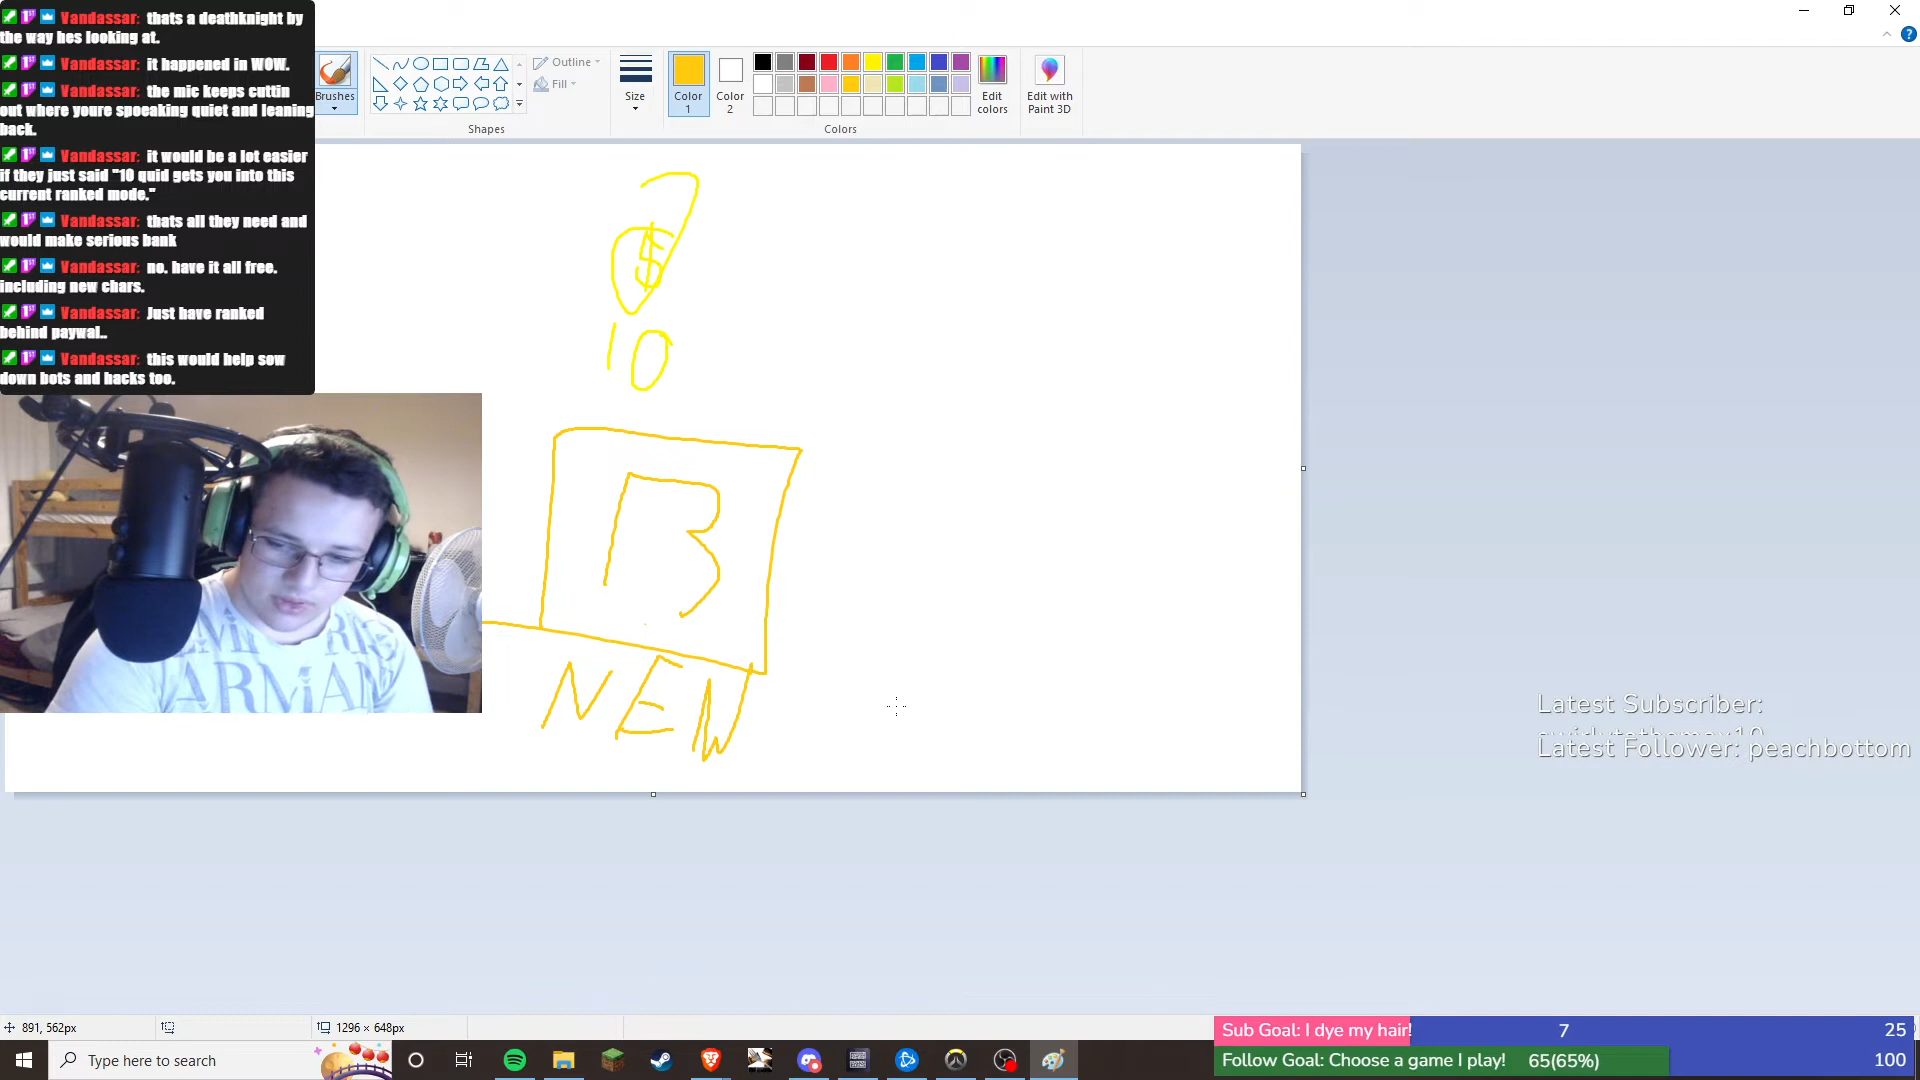 Vandassar: thats a deathknight by
the way hes looking at.
Vandassar: it happened in WOW.
Vandassar: the mic keeps cuttin
out where youre spoeaking quiet and leaning
back.
Vandassar: it would be a lot easier
if they just said "10 quid gets you into this
current ranked mode."
Vandassar: thats all they need and
would make serious bank
Vandassar: no. have it all free.
including new chars.
Vandassar: Just have ranked
behind paywal..
Vandassar: this would help sow
down bots and hacks too.
Brushes
Shapes
Outline
Fill
Size
Color
1
Color
2
Colors
Edit
colors
Edit with
Paint 3D
$
10
B
NEW
ARMAN
Latest Subscriber:
Latest Follower: peachbottom
891, 562px
1296 × 648px
Type here to search
Sub Goal: I dye my hair! 7 25
Follow Goal: Choose a game I play! 65(65%) 100